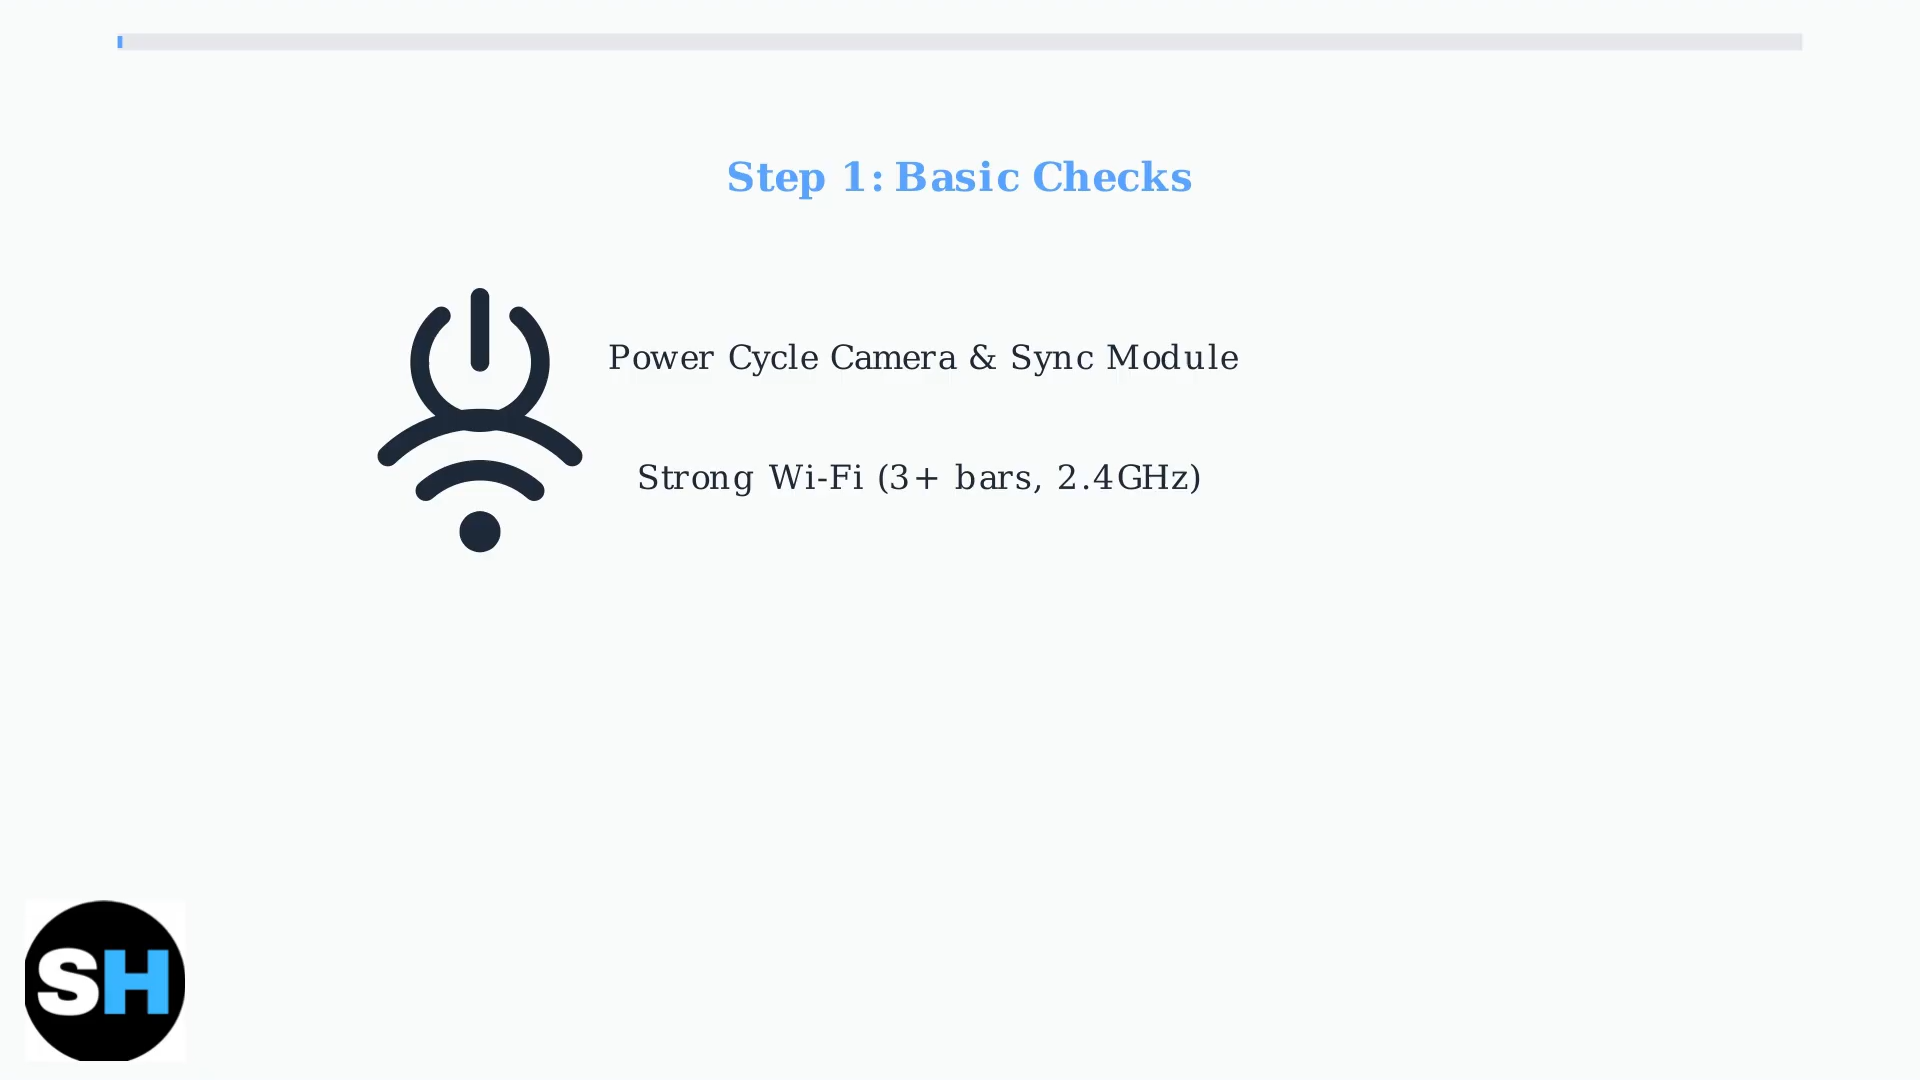 Step 1: Basic Checks
Power Cycle Camera & Sync Module
Strong Wi-Fi (3+ bars, 2.4GHz)
SH